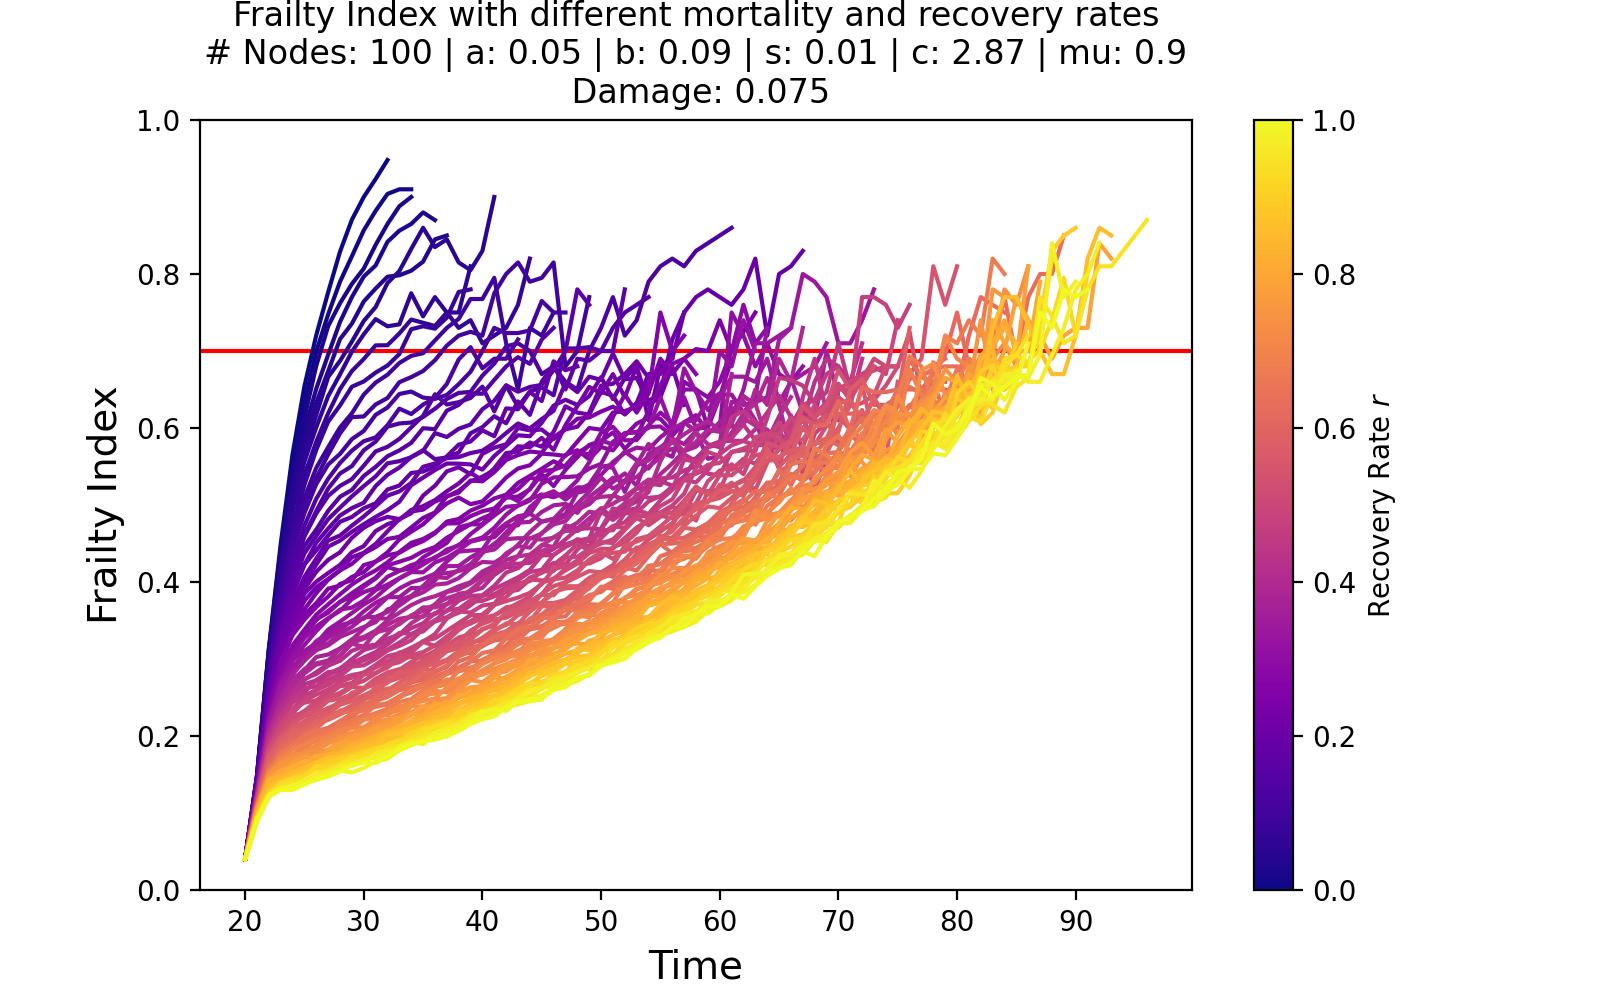 Frailty Index with different mortality and recovery rates
# Nodes: 100 | a: 0.05 | b: 0.09 | s: 0.01 | c: 2.87 | mu: 0.9
Damage: 0.075
1.0
0.8
0.6
0.4
0.2
0.0
Frailty Index
20 30 40 50 60 70 80 90
Time
1.0
0.8
0.6
0.4
0.2
0.0
Recovery Rate r